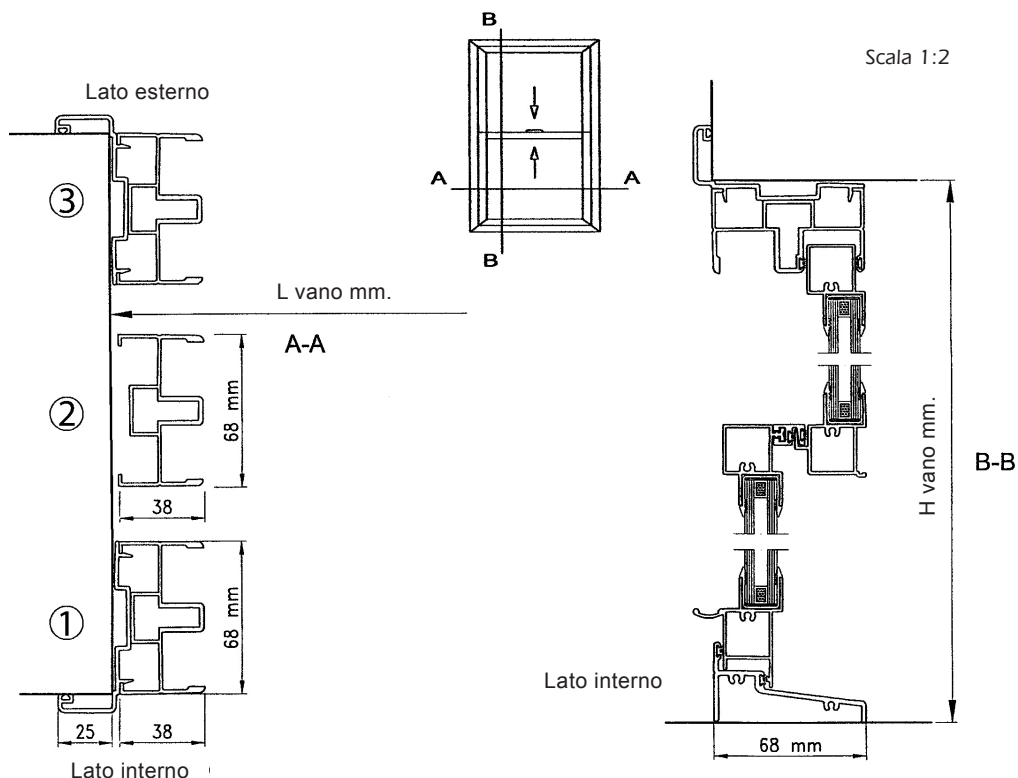 B
Scala 1:2
Lato esterno
③
A
A
B
L vano mm.
A-A
②
68 mm
38
H vano mm.
B-B
①
68 mm
Lato interno
25
38
68 mm
Lato interno